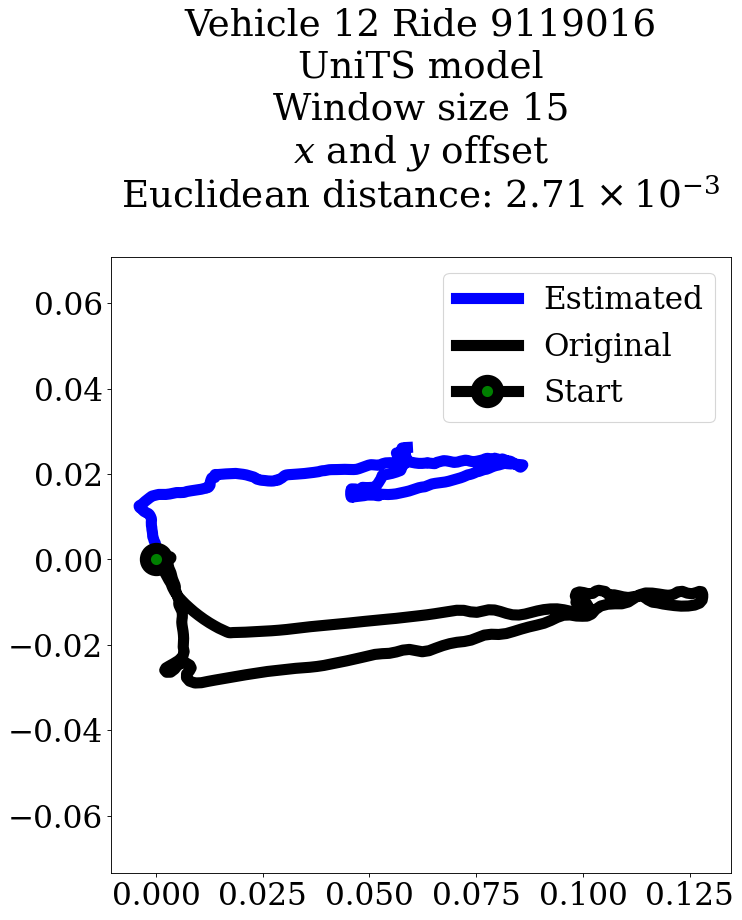 Vehicle 12 Ride 9119016
UniTS model
Window size 15
x and y offset
Euclidean distance: 2.71 × 10⁻³
Estimated
Original
Start
0.06
0.04
0.02
0.00
−0.02
−0.04
−0.06
0.000 0.025 0.050 0.075 0.100 0.125